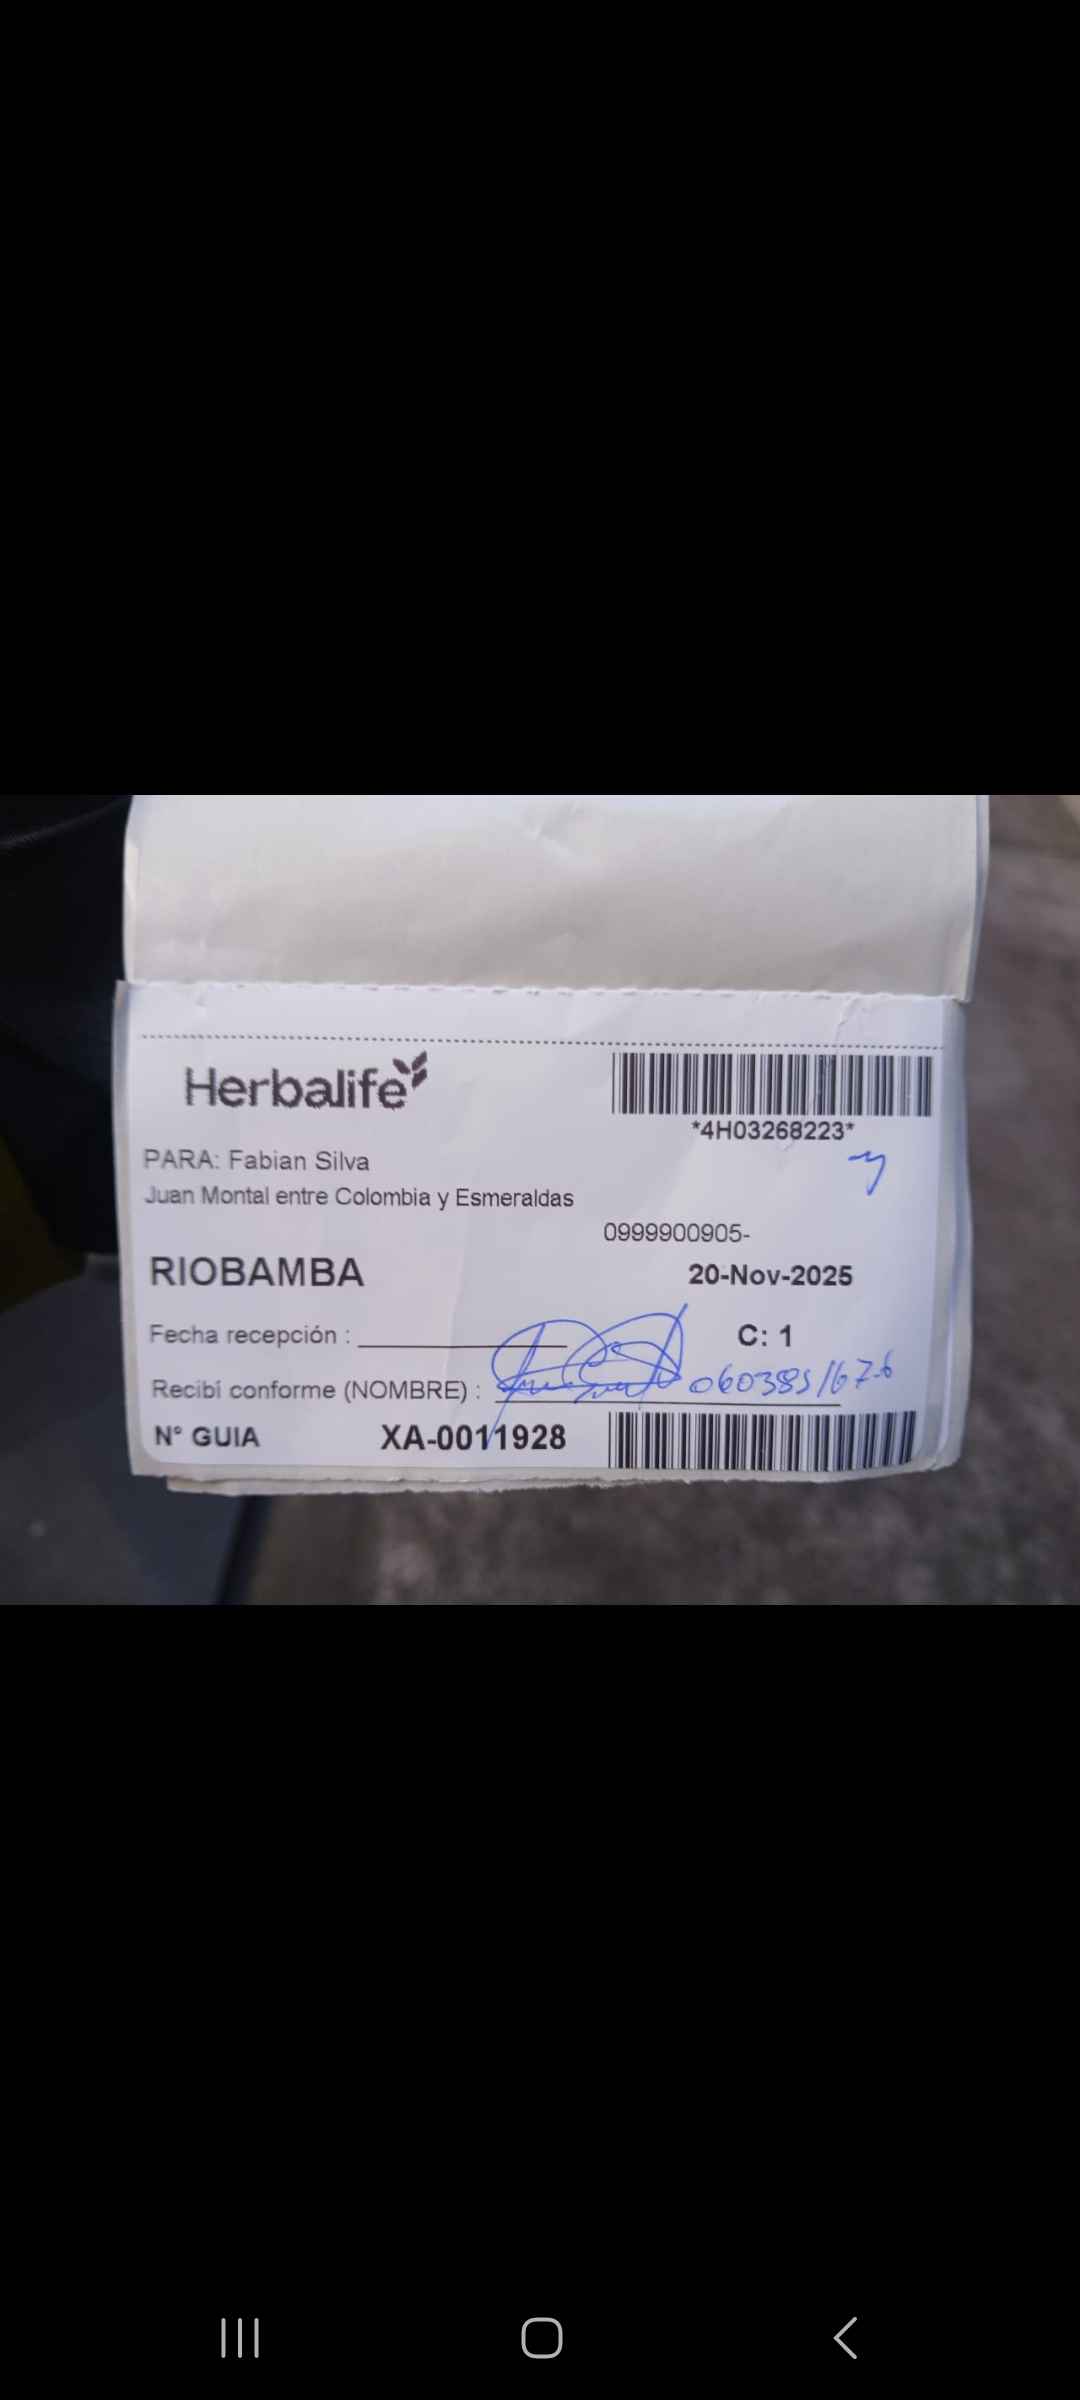 Herbalife
*4H03268223*
PARA: Fabian Silva
Juan Montal entre Colombia y Esmeraldas
0999900905-
RIOBAMBA
20-Nov-2025
Fecha recepción :
C: 1
Recibí conforme (NOMBRE) :
N° GUIA XA-0011928